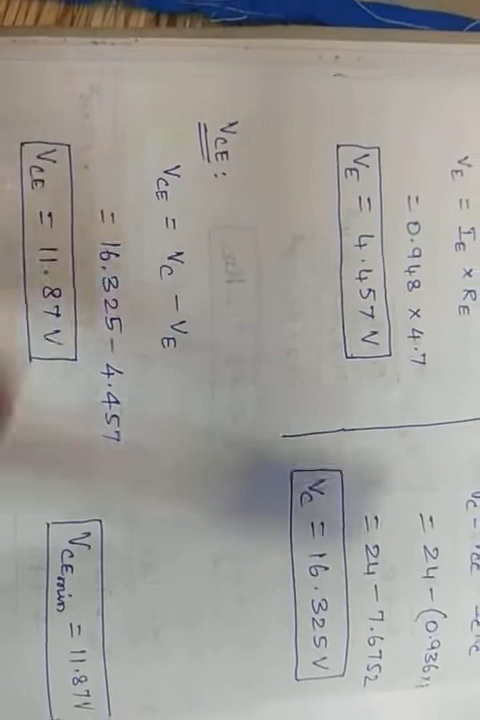 V_E = I_E × R_E
= 0.948 × 4.7
V_E = 4.457 V
= 24 - (0.936×
= 24 - 7.6752
V_C = 16.325V
V_CE :
V_CE = V_C - V_E
= 16.325 - 4.457
V_CE = 11.87 V
V_CEmin = 11.87V